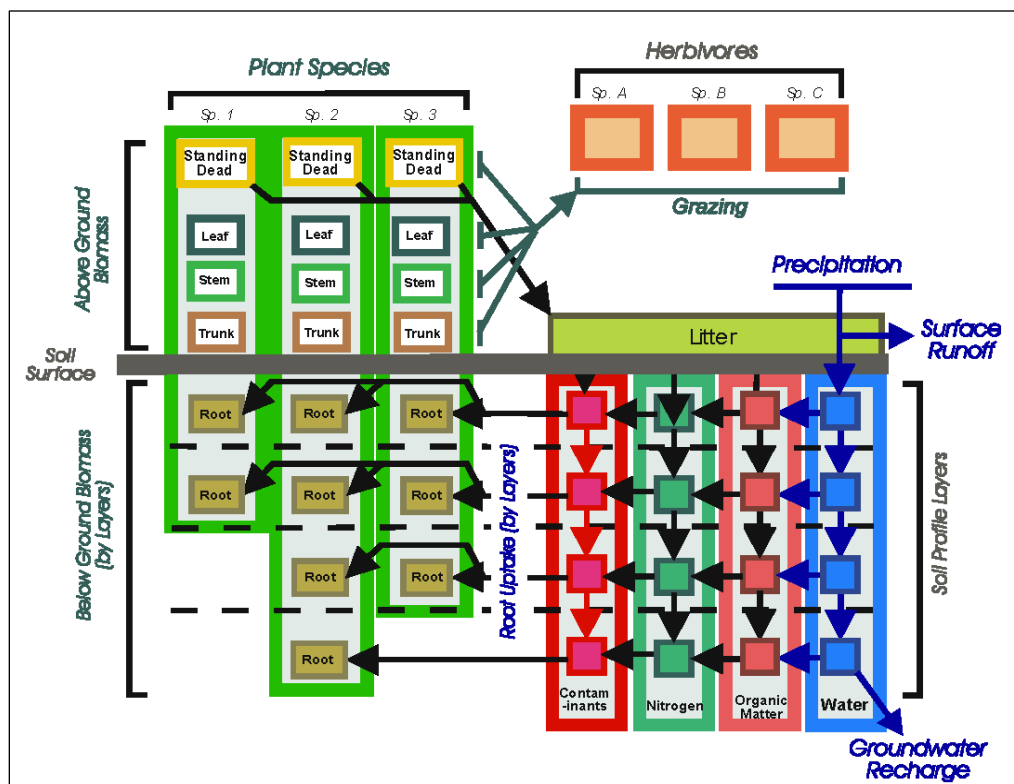 Plant Species
Herbivores
Sp. 1
Sp. 2
Sp. 3
Sp. A
Sp. B
Sp. C
Above Ground
Biomass
Standing
Dead
Standing
Dead
Standing
Dead
Grazing
Leaf
Leaf
Leaf
Stem
Stem
Stem
Trunk
Trunk
Trunk
Precipitation
Litter
Surface
Runoff
Soil
Surface
Below Ground Biomass
(by Layers)
Root
Root
Root
Root
Root
Root
Root
Root
Root
Root Uptake (by Layers)
Soil Profile Layers
Contam
-inants
Nitrogen
Organic
Matter
Water
Groundwater
Recharge